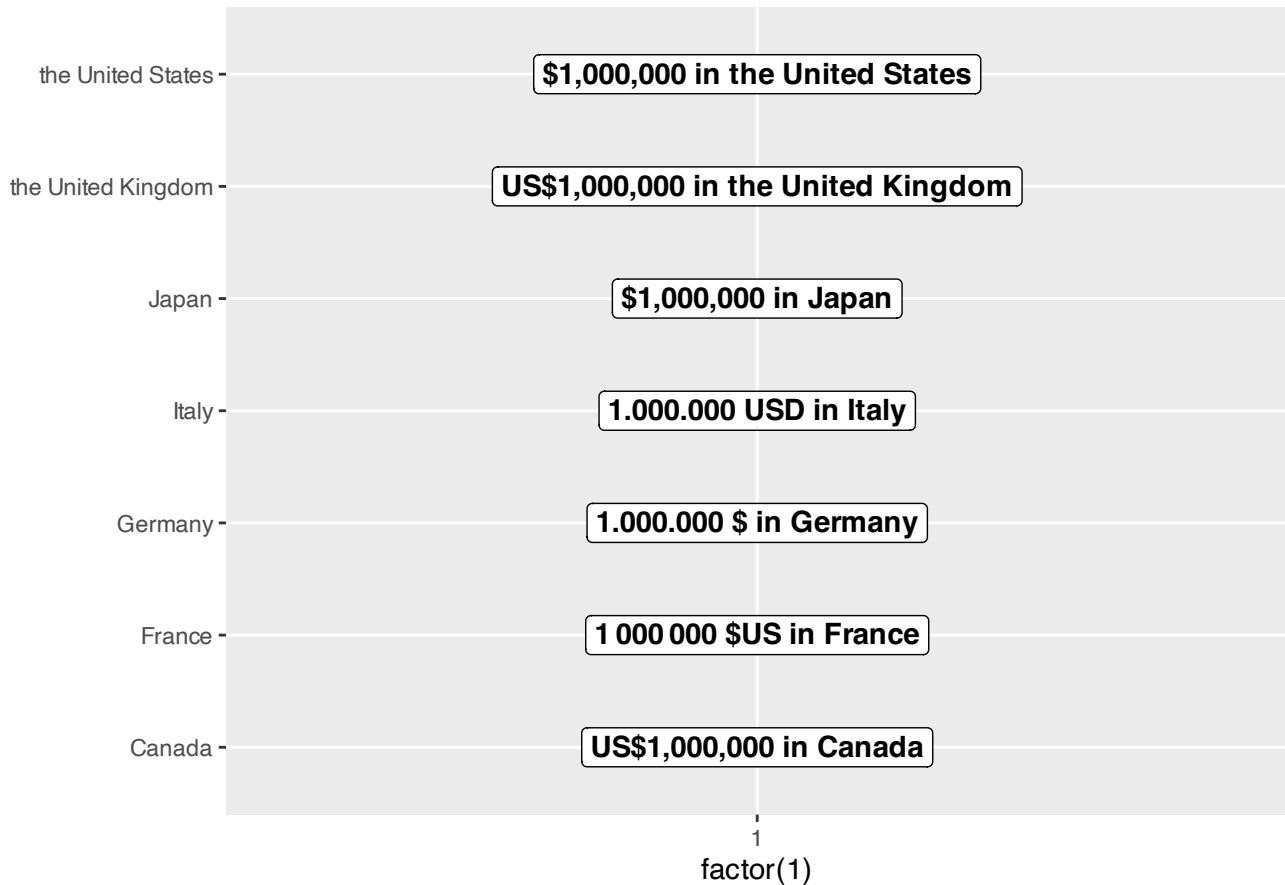 the United States
$1,000,000 in the United States
the United Kingdom
US$1,000,000 in the United Kingdom
Japan
$1,000,000 in Japan
Italy
1.000.000 USD in Italy
Germany
1.000.000 $ in Germany
France
1 000 000 $US in France
Canada
US$1,000,000 in Canada
1
factor(1)